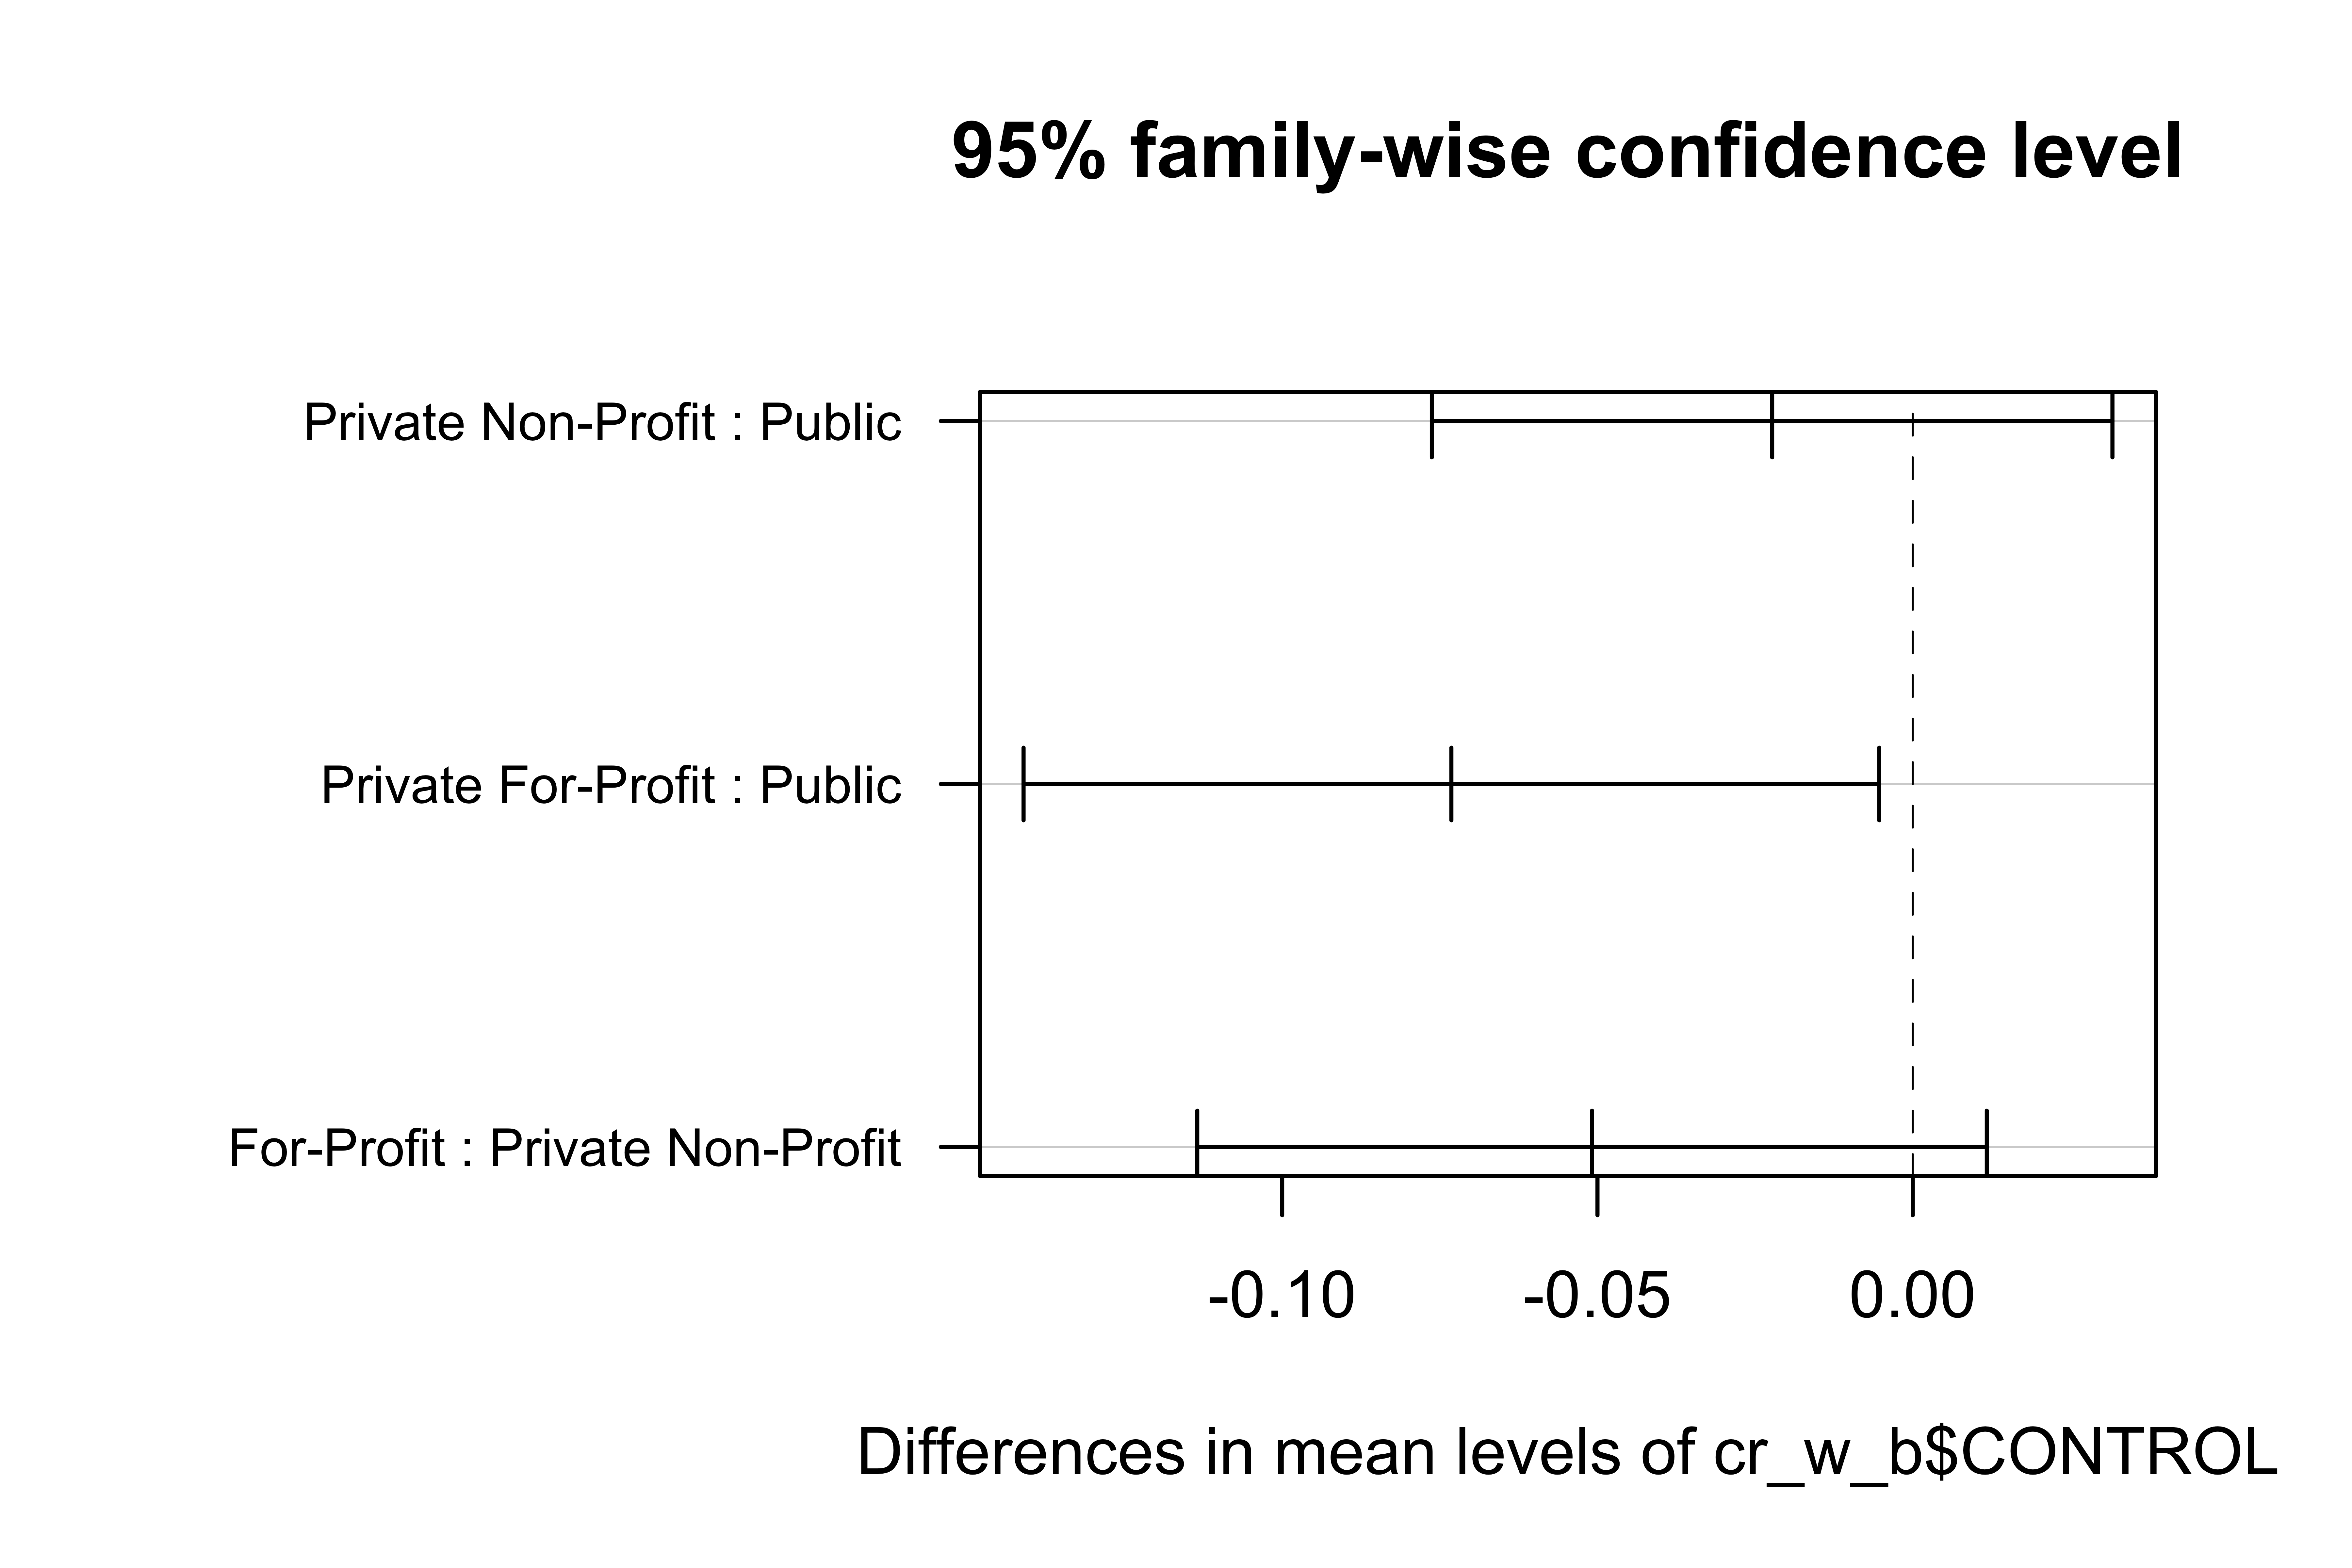 95% family-wise confidence level
Private Non-Profit : Public
Private For-Profit : Public
For-Profit : Private Non-Profit
-0.10 -0.05 0.00
Differences in mean levels of cr_w_b$CONTROL